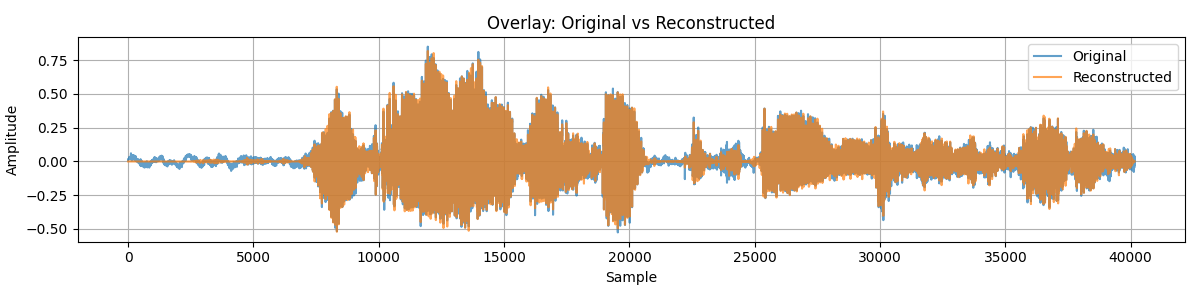 Overlay: Original vs Reconstructed
Original
Reconstructed
Amplitude
0.75
0.50
0.25
0.00
−0.25
−0.50
0 5000 10000 15000 20000 25000 30000 35000 40000
Sample